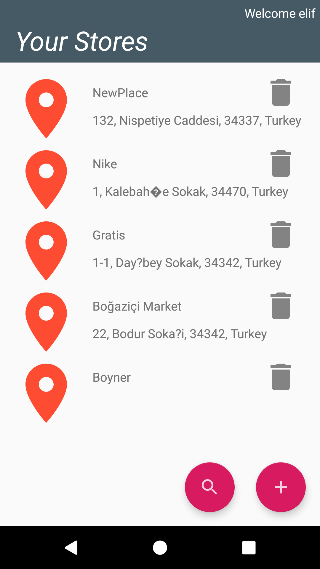 Welcome elif
Your Stores
NewPlace
132, Nispetiye Caddesi, 34337, Turkey
Nike
1, Kalebah�e Sokak, 34470, Turkey
Gratis
1-1, Day?bey Sokak, 34342, Turkey
Boğaziçi Market
22, Bodur Soka?i, 34342, Turkey
Boyner